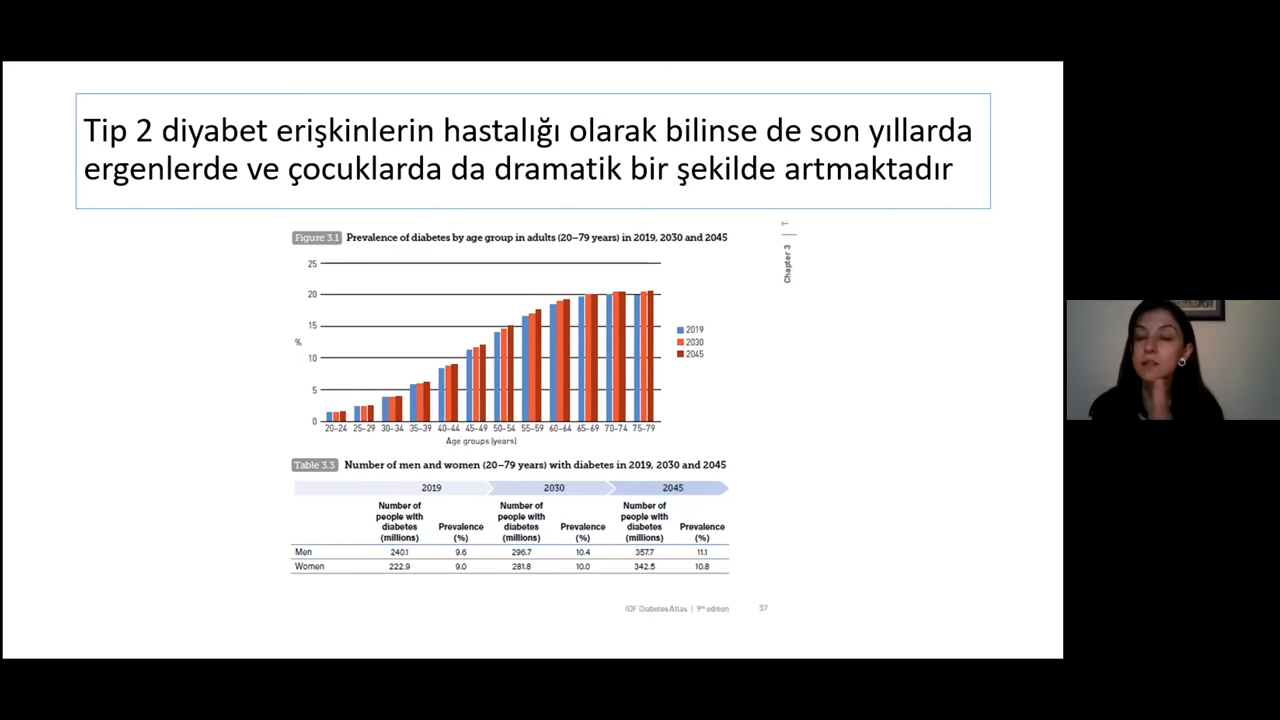 Tip 2 diyabet erişkinlerin hastalığı olarak bilinse de son yıllarda
ergenlerde ve çocuklarda da dramatik bir şekilde artmaktadır
Figure 3.1 Prevalence of diabetes by age group in adults (20–79 years) in 2019, 2030 and 2045
25
20
15
%
10
5
0
20–24 25–29 30–34 35–39 40–44 45–49 50–54 55–59 60–64 65–69 70–74 75–79
Age groups (years)
2019
2030
2045
Chapter 3 | T
Table 3.3 Number of men and women (20–79 years) with diabetes in 2019, 2030 and 2045
2019 2030 2045
Number of people with diabetes (millions) Prevalence (%) Number of people with diabetes (millions) Prevalence (%) Number of people with diabetes (millions) Prevalence (%)
Men 240.1 9.6 296.7 10.4 357.7 11.1
Women 222.9 9.0 281.8 10.0 342.5 10.8
IDF Diabetes Atlas | 9th edition 37